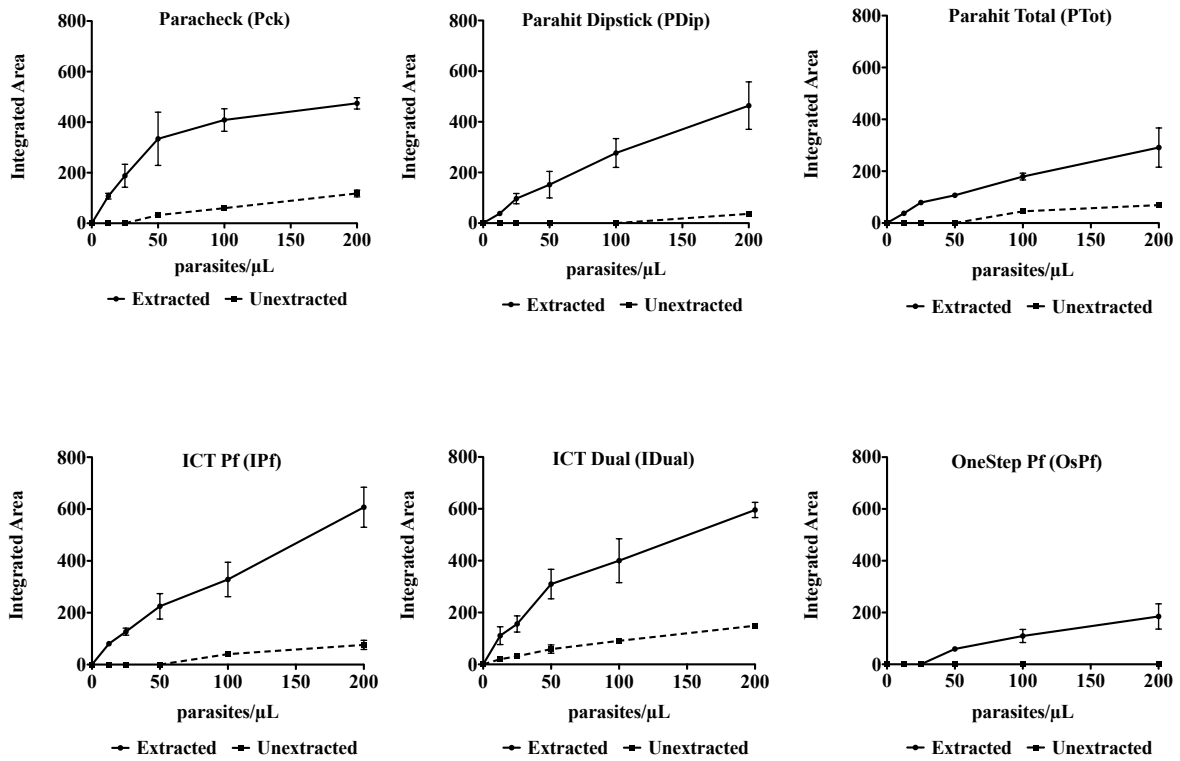 Paracheck (Pck)
800
600
400
200
0
Integrated Area
0 50 100 150 200
parasites/µL
Extracted Unextracted
Parahit Dipstick (PDip)
800
600
400
200
0
Integrated Area
0 50 100 150 200
parasites/µL
Extracted Unextracted
Parahit Total (PTot)
800
600
400
200
0
Integrated Area
0 50 100 150 200
parasites/µL
Extracted Unextracted
ICT Pf (IPf)
800
600
400
200
0
Integrated Area
0 50 100 150 200
parasites/µL
Extracted Unextracted
ICT Dual (IDual)
800
600
400
200
0
Integrated Area
0 50 100 150 200
parasites/µL
Extracted Unextracted
OneStep Pf (OsPf)
800
600
400
200
0
Integrated Area
0 50 100 150 200
parasites/µL
Extracted Unextracted